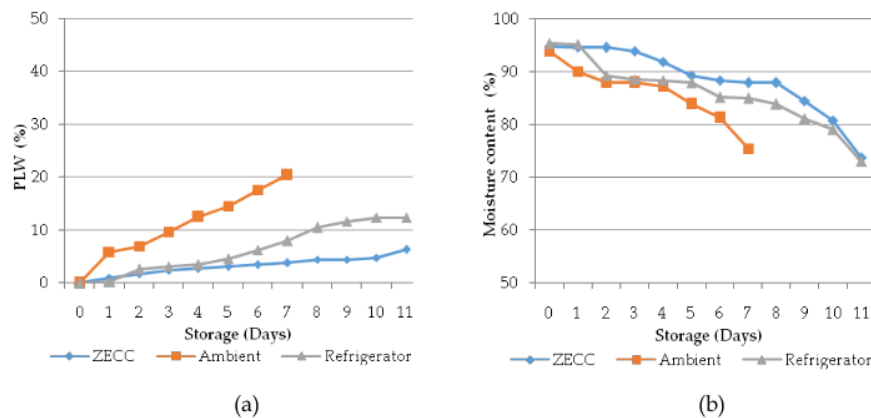 50
40
30
20
10
0
PLW (%)
0 1 2 3 4 5 6 7 8 9 10 11
Storage (Days)
ZECC Ambient Refrigerator
(a)
100
90
80
70
60
50
Moisture content (%)
0 1 2 3 4 5 6 7 8 9 10 11
Storage (Days)
ZECC Ambient Refrigerator
(b)